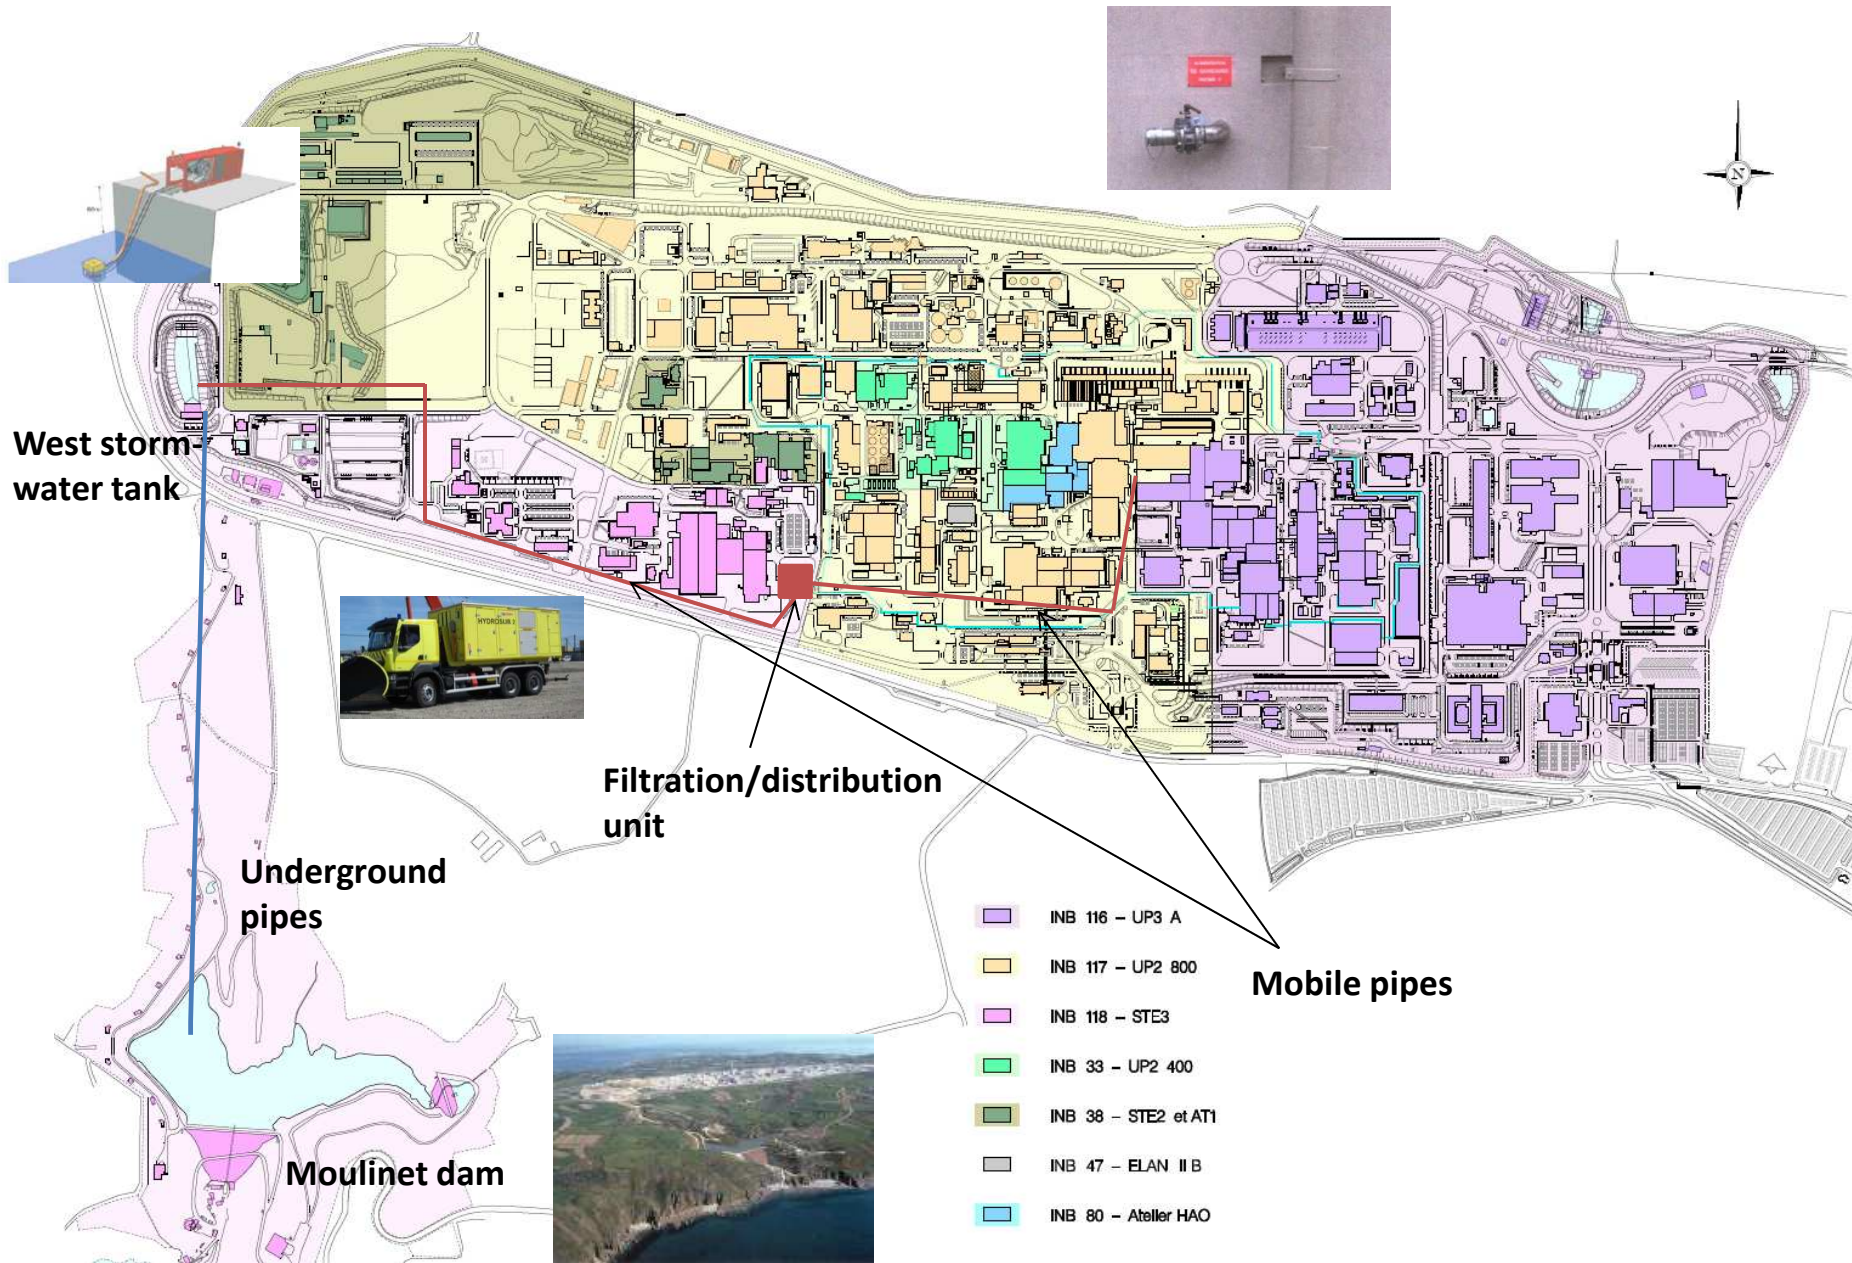 N
West storm-
water tank
HYDROSUB 2
Filtration/distribution
unit
Underground
pipes
Mobile pipes
Moulinet dam
INB 116 – UP3 A
INB 117 – UP2 800
INB 118 – STE3
INB 33 – UP2 400
INB 38 – STE2 et AT1
INB 47 – ELAN II B
INB 80 – Atelier HAO